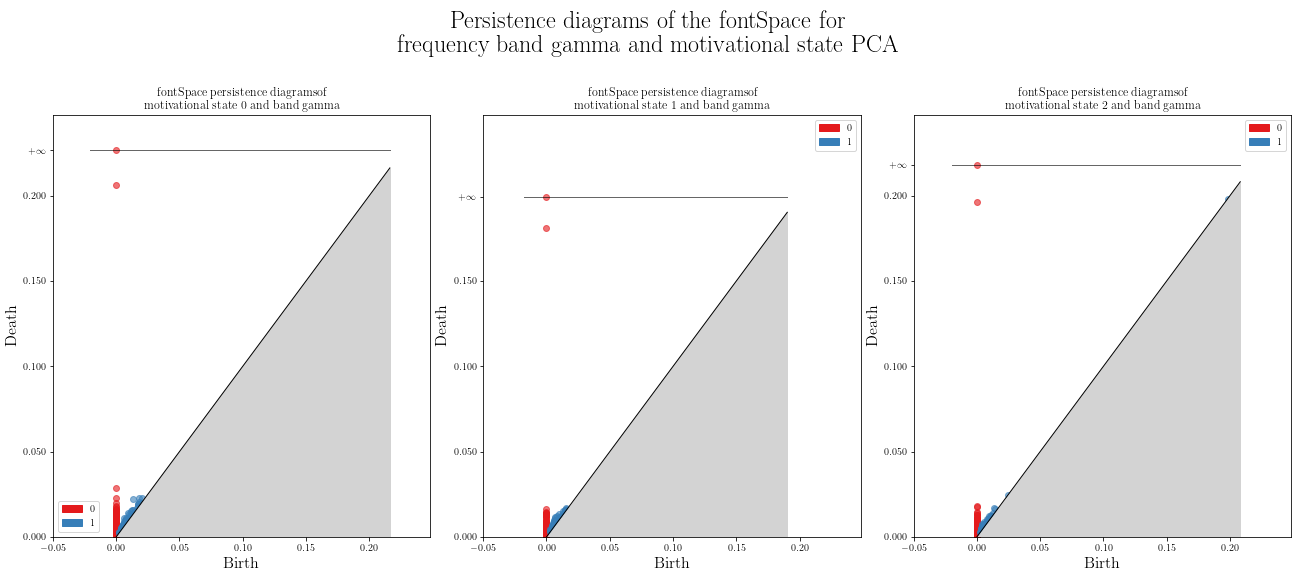 Persistence diagrams of the fontSpace for
frequency band gamma and motivational state PCA
fontSpace persistence diagramsof
motivational state 0 and band gamma
+∞
0.200
0.150
0.100
0.050
0.000
Death
0
1
−0.05
0.00
0.05
0.10
0.15
0.20
Birth
fontSpace persistence diagramsof
motivational state 1 and band gamma
0
1
+∞
0.150
0.100
0.050
0.000
Death
−0.05
0.00
0.05
0.10
0.15
0.20
Birth
fontSpace persistence diagramsof
motivational state 2 and band gamma
0
1
+∞
0.200
0.150
0.100
0.050
0.000
Death
−0.05
0.00
0.05
0.10
0.15
0.20
Birth